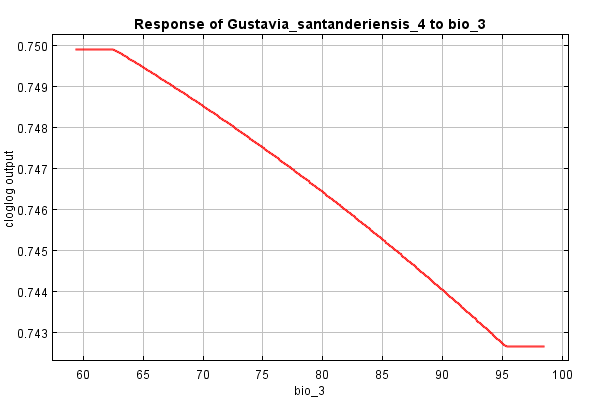 Response of Gustavia_santanderiensis_4 to bio_3
0.750
0.749
0.748
0.747
0.746
0.745
0.744
0.743
cloglog output
60 65 70 75 80 85 90 95 100
bio_3